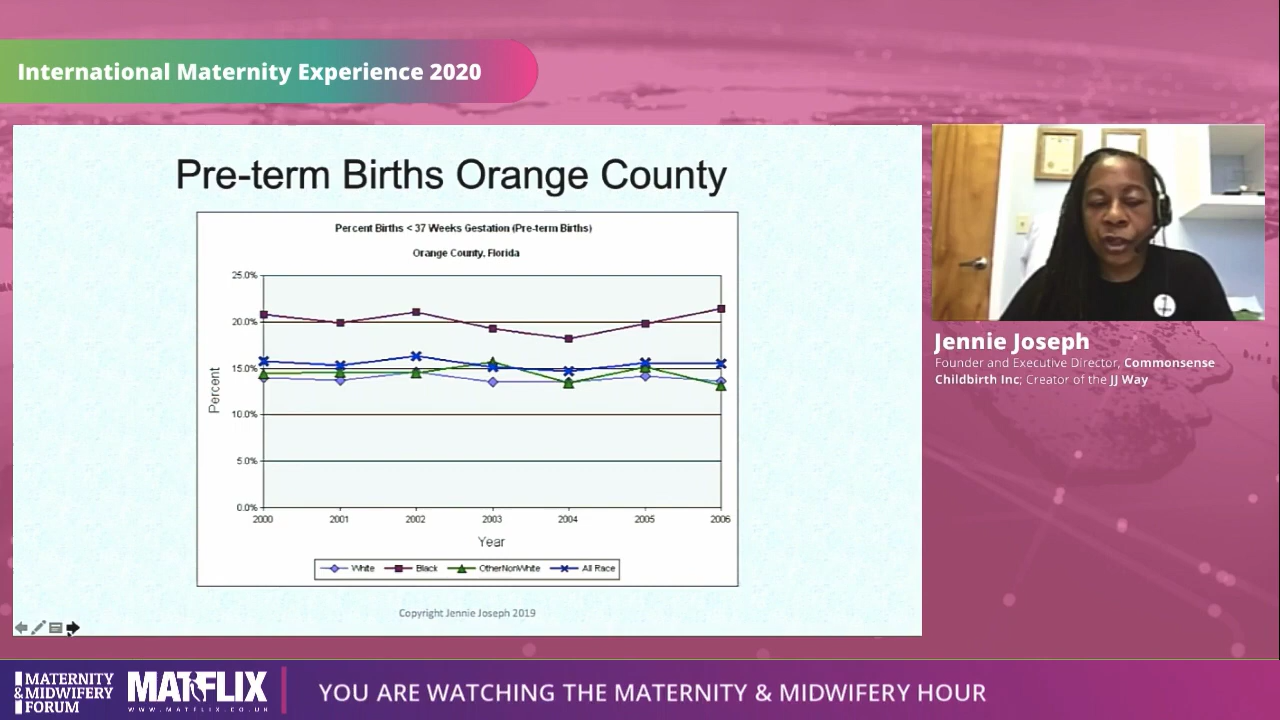 International Maternity Experience 2020
Pre-term Births Orange County
Percent Births < 37 Weeks Gestation (Pre-term Births)
Orange County, Florida
25.0%
20.0%
15.0%
10.0%
5.0%
0.0%
Percent
2000 2001 2002 2003 2004 2005 2006
Year
White Black OtherNonWhite All Race
Copyright Jennie Joseph 2019
Jennie Joseph
Founder and Executive Director, Commonsense
Childbirth Inc; Creator of the JJ Way
MATERNITY
& MIDWIFERY
FORUM
MATFLIX
WWW.MATFLIX.CO.UK
YOU ARE WATCHING THE MATERNITY & MIDWIFERY HOUR